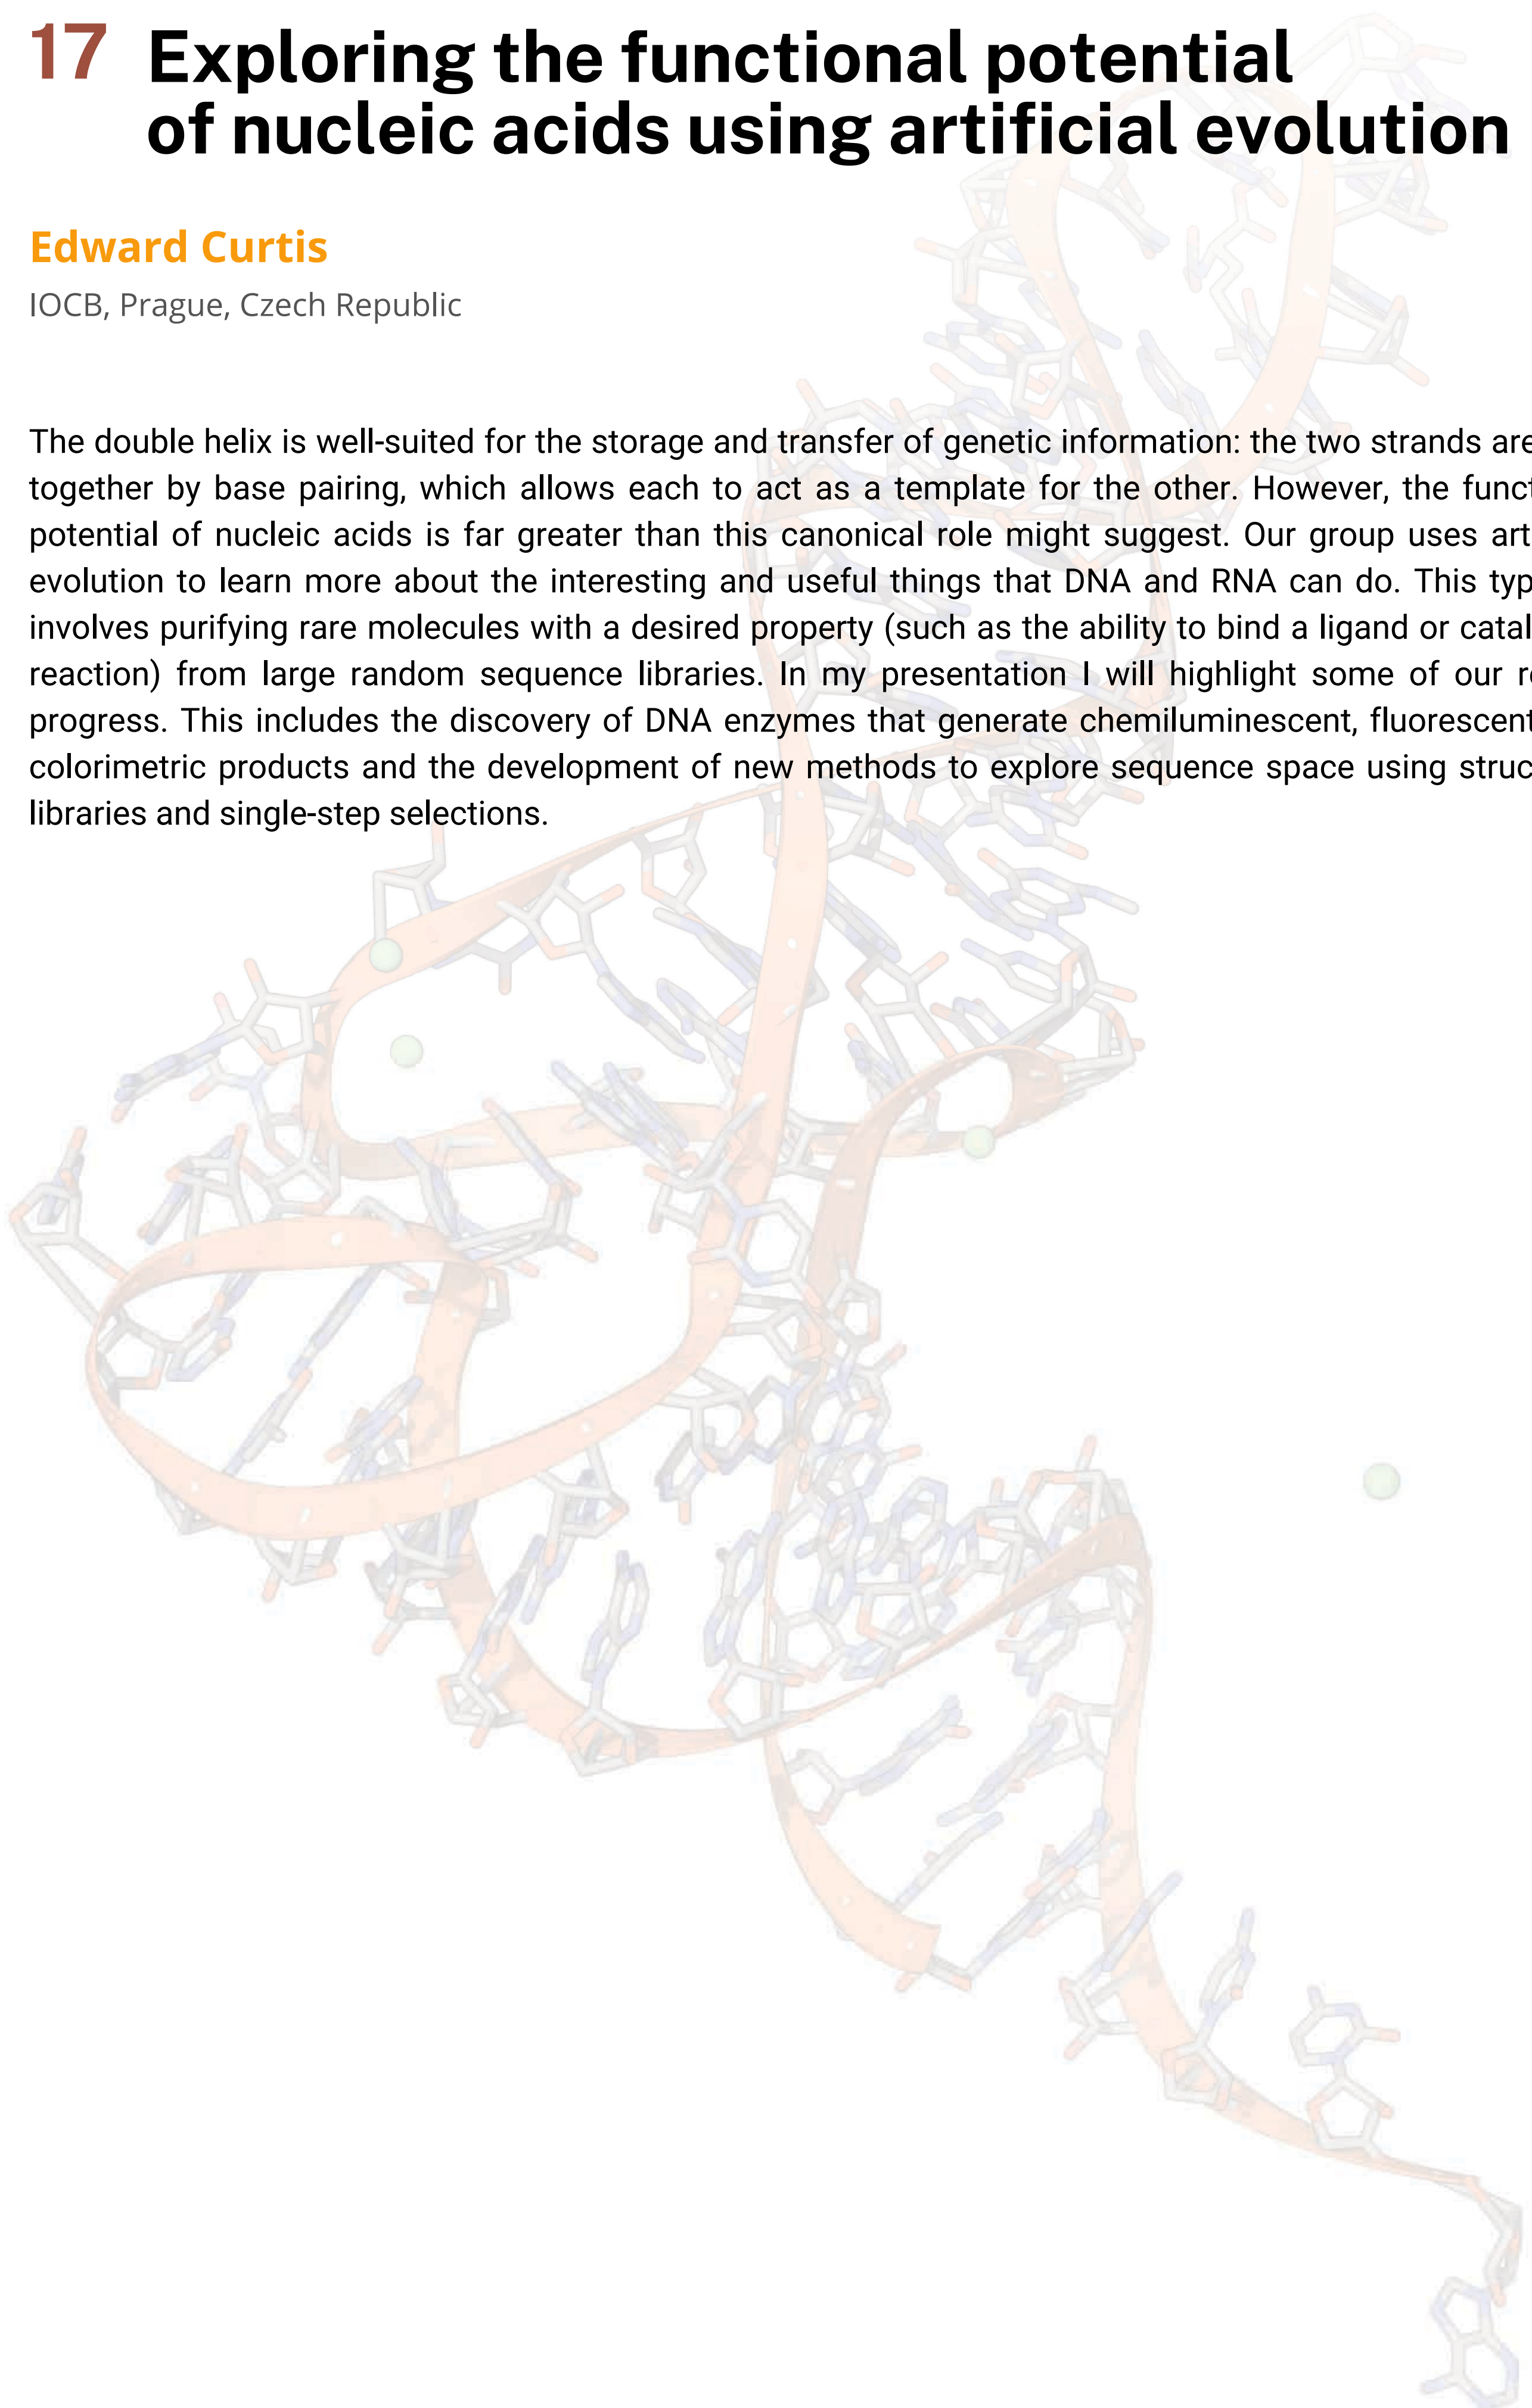 17 Exploring the functional potential
of nucleic acids using artificial evolution
Edward Curtis
IOCB, Prague, Czech Republic
The double helix is well-suited for the storage and transfer of genetic information: the two strands are
together by base pairing, which allows each to act as a template for the other. However, the funct
potential of nucleic acids is far greater than this canonical role might suggest. Our group uses art
evolution to learn more about the interesting and useful things that DNA and RNA can do. This typ
involves purifying rare molecules with a desired property (such as the ability to bind a ligand or catal
reaction) from large random sequence libraries. In my presentation I will highlight some of our r
progress. This includes the discovery of DNA enzymes that generate chemiluminescent, fluorescent
colorimetric products and the development of new methods to explore sequence space using struc
libraries and single-step selections.